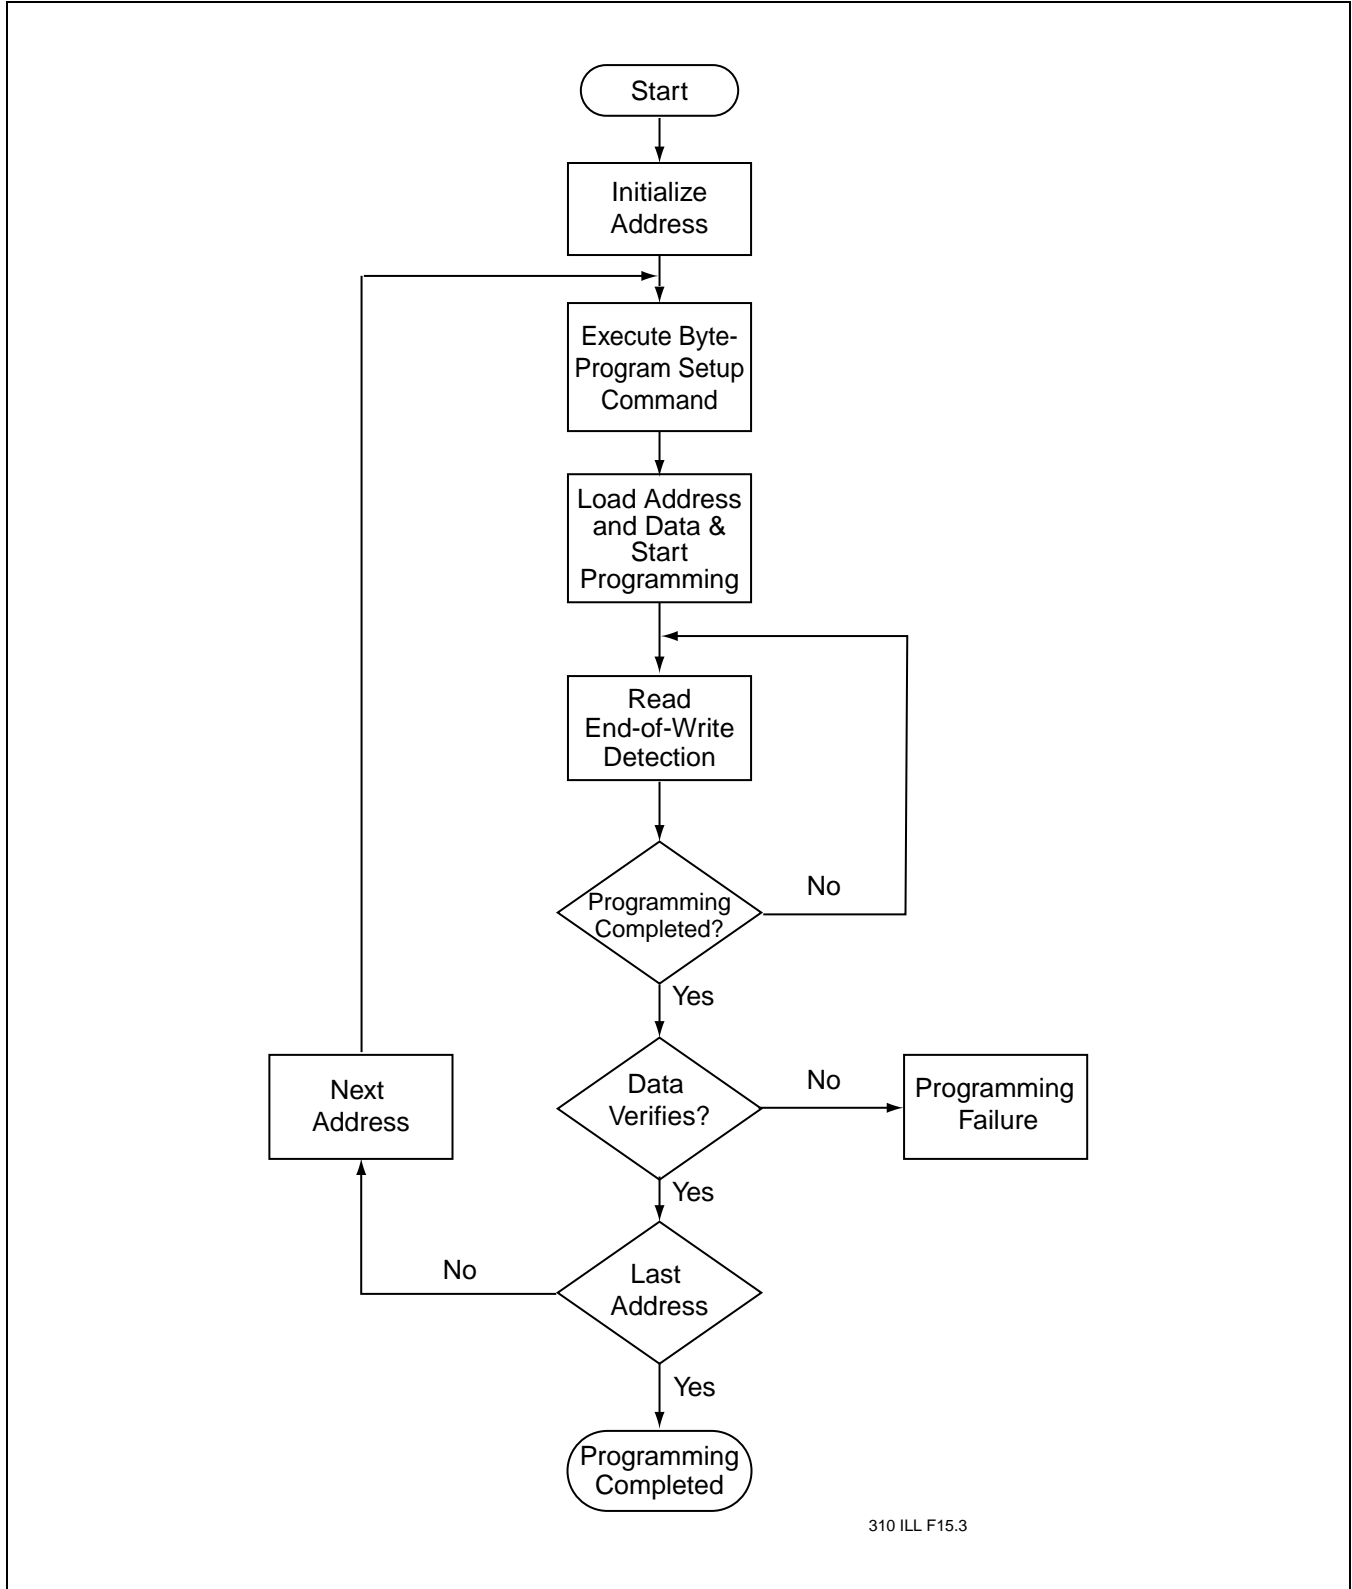 Start
Initialize
Address
Execute Byte-
Program Setup
Command
Load Address
and Data &
Start
Programming
Read
End-of-Write
Detection
Programming
Completed?
No
Yes
Next
Address
Data
Verifies?
No
Programming
Failure
Yes
No
Last
Address
Yes
Programming
Completed
310 ILL F15.3